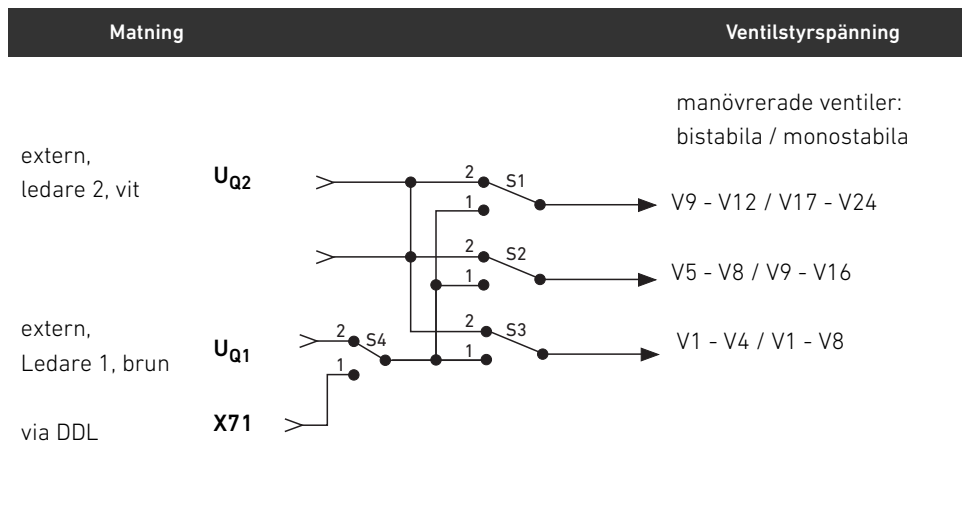 Matning
Ventilstyrspänning
manövrerade ventiler:
bistabila / monostabila
extern,
ledare 2, vit
UQ2
2
S1
1
V9 - V12 / V17 - V24
2
S2
1
V5 - V8 / V9 - V16
extern,
Ledare 1, brun
UQ1
2
S4
1
2
S3
1
V1 - V4 / V1 - V8
via DDL
X71